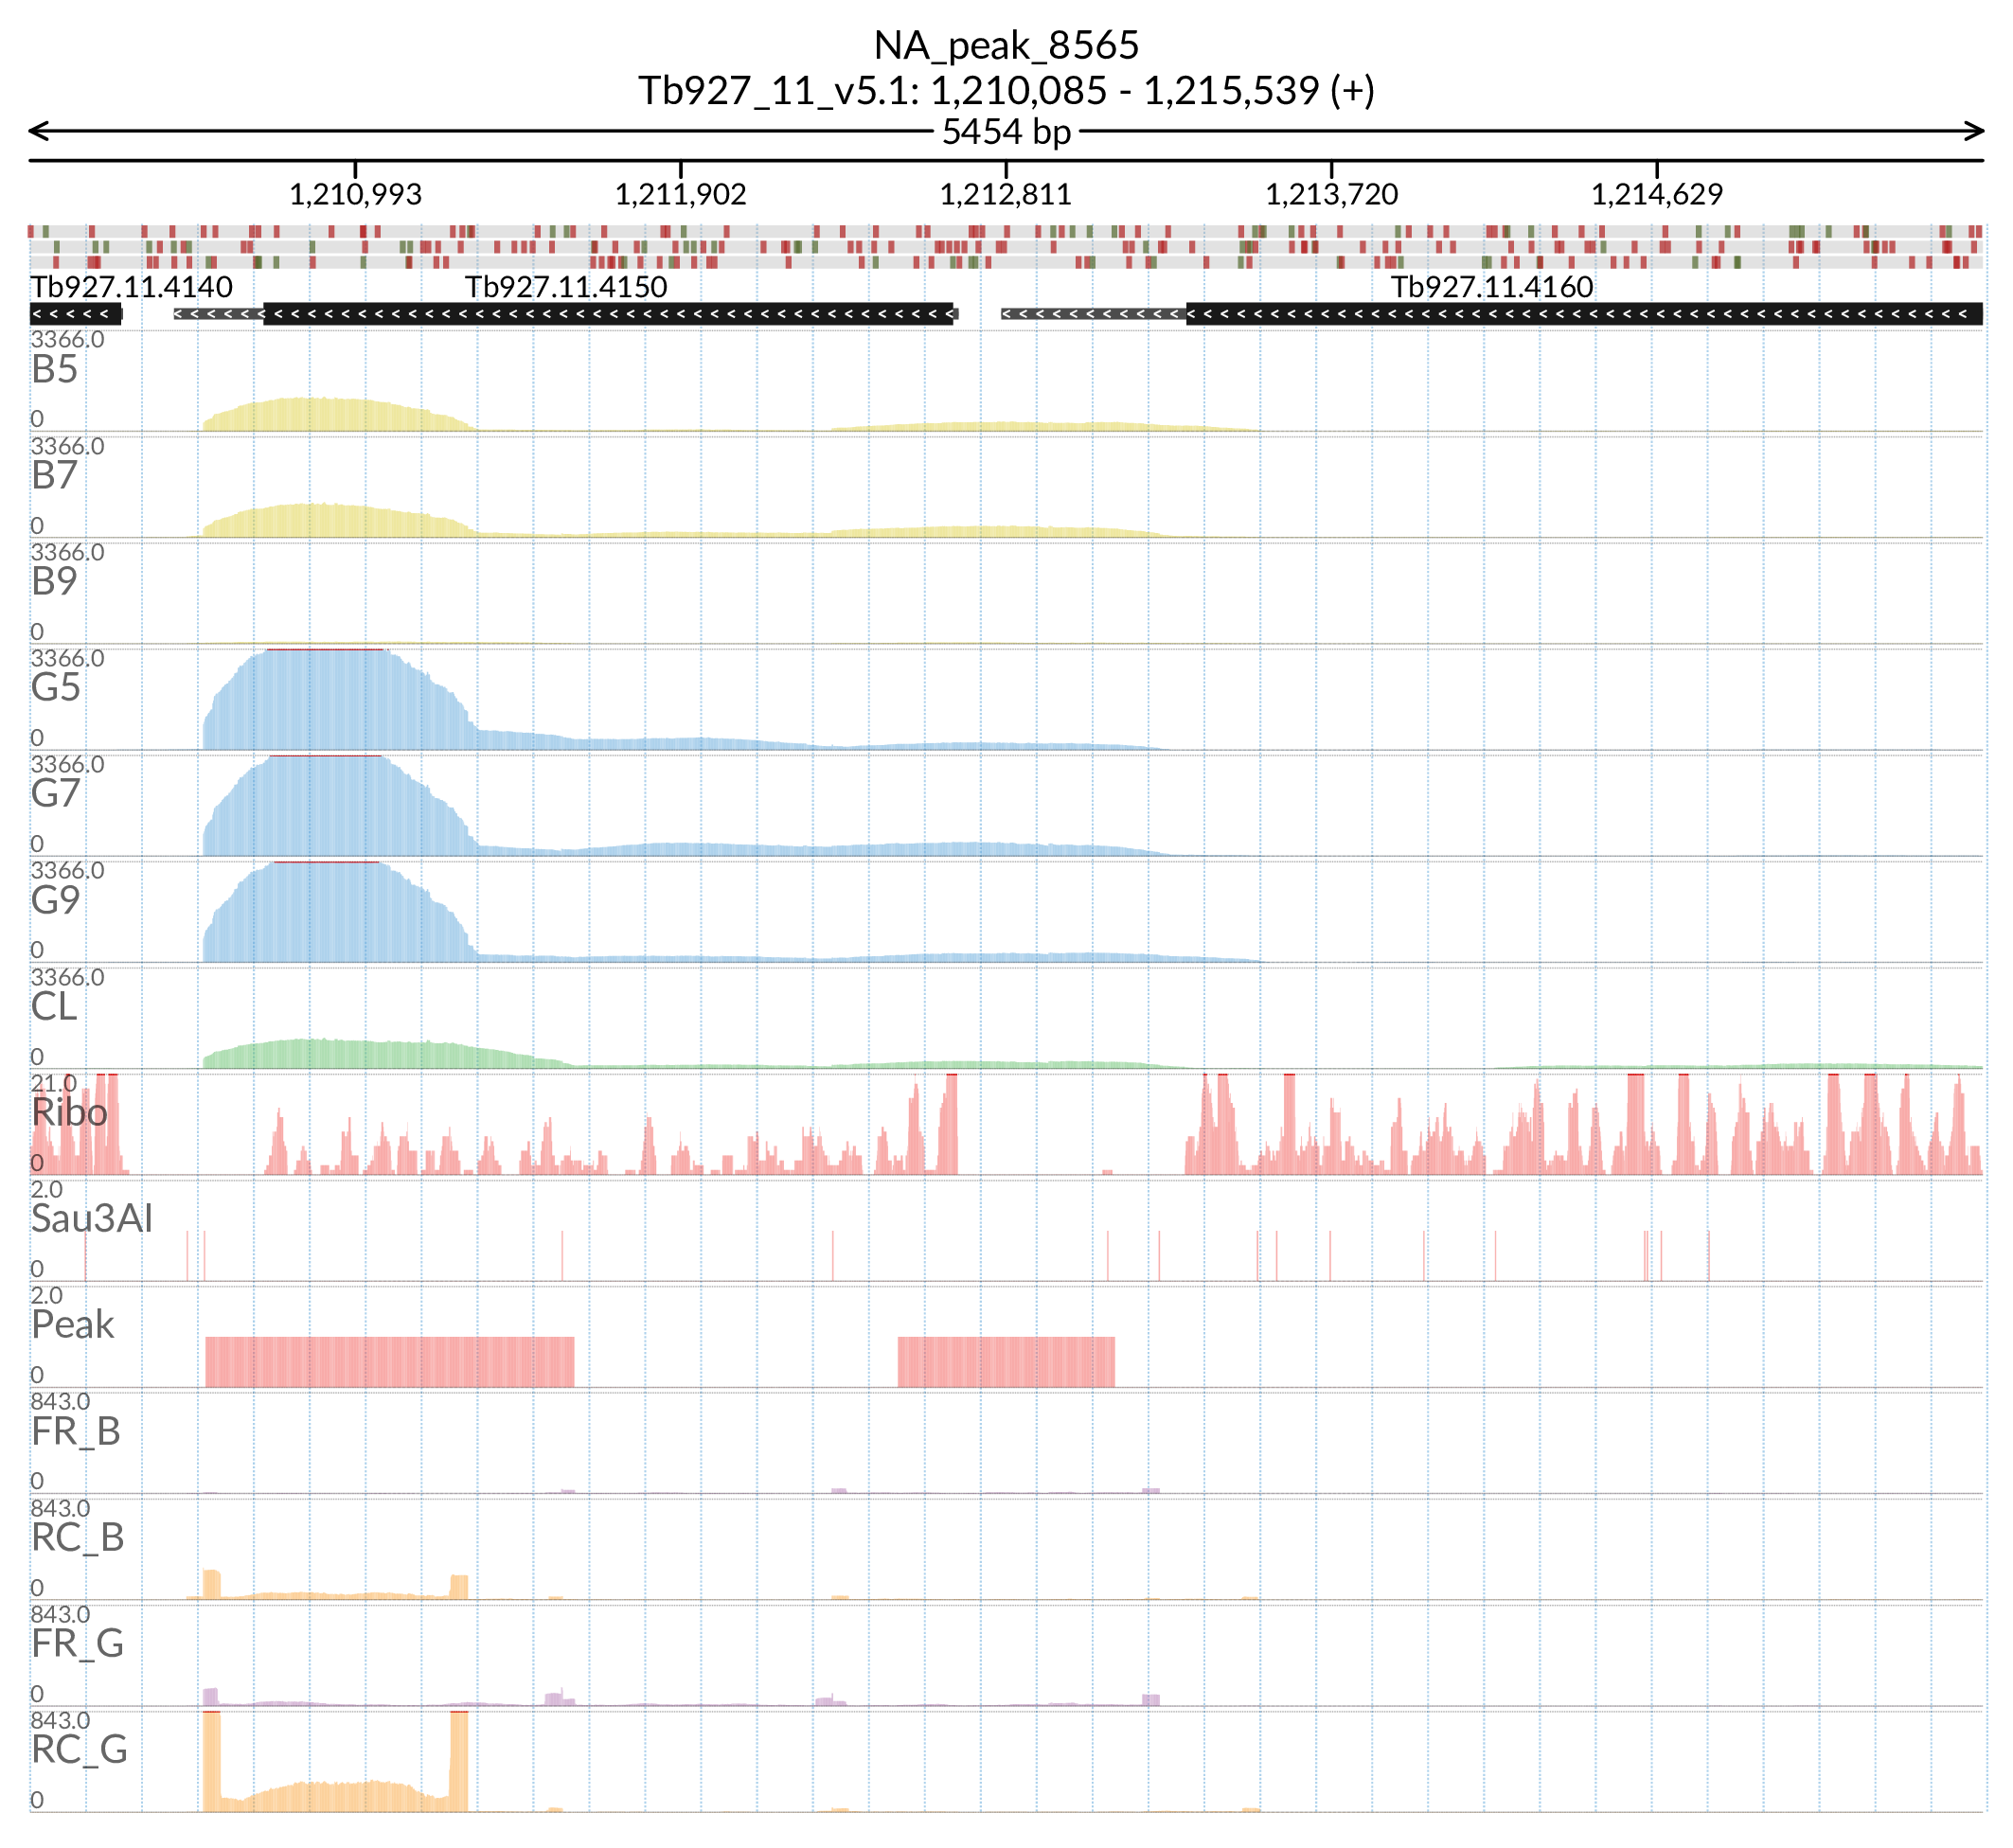 NA_peak_8565
Tb927_11_v5.1: 1,210,085 - 1,215,539 (+)
5454 bp
1,210,993 1,211,902 1,212,811 1,213,720 1,214,629
Tb927.11.4140 Tb927.11.4150 Tb927.11.4160
3366.0
B5
0
3366.0
B7
0
3366.0
B9
0
3366.0
G5
0
3366.0
G7
0
3366.0
G9
0
3366.0
CL
0
21.0
Ribo
0
2.0
Sau3AI
0
2.0
Peak
0
843.0
FR_B
0
843.0
RC_B
0
843.0
FR_G
0
843.0
RC_G
0